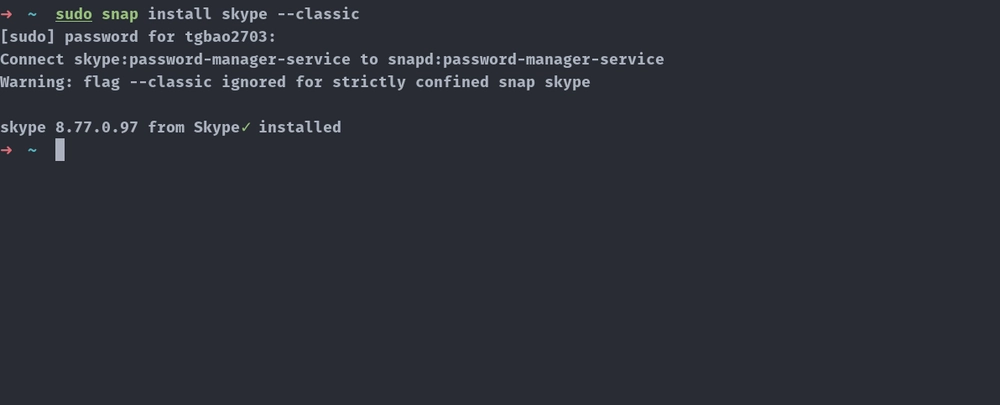 ➜ ~ sudo snap install skype --classic
[sudo] password for tgbao2703:
Connect skype:password-manager-service to snapd:password-manager-service
Warning: flag --classic ignored for strictly confined snap skype
skype 8.77.0.97 from Skype✓ installed
➜ ~